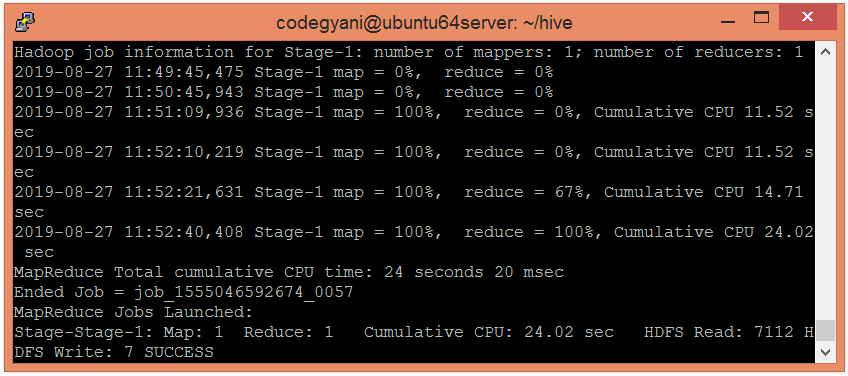 codegyani@ubuntu64server: ~/hive
Hadoop job information for Stage-1: number of mappers: 1; number of reducers: 1
2019-08-27 11:49:45,475 Stage-1 map = 0%,  reduce = 0%
2019-08-27 11:50:45,943 Stage-1 map = 0%,  reduce = 0%
2019-08-27 11:51:09,936 Stage-1 map = 100%,  reduce = 0%, Cumulative CPU 11.52 s
ec
2019-08-27 11:52:10,219 Stage-1 map = 100%,  reduce = 0%, Cumulative CPU 11.52 s
ec
2019-08-27 11:52:21,631 Stage-1 map = 100%,  reduce = 67%, Cumulative CPU 14.71
sec
2019-08-27 11:52:40,408 Stage-1 map = 100%,  reduce = 100%, Cumulative CPU 24.02
 sec
MapReduce Total cumulative CPU time: 24 seconds 20 msec
Ended Job = job_1555046592674_0057
MapReduce Jobs Launched:
Stage-Stage-1: Map: 1  Reduce: 1   Cumulative CPU: 24.02 sec   HDFS Read: 7112 H
DFS Write: 7 SUCCESS